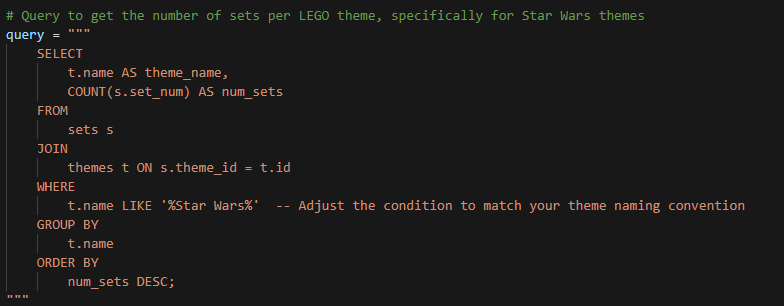 # Query to get the number of sets per LEGO theme, specifically for Star Wars themes
query = """
    SELECT
        t.name AS theme_name,
        COUNT(s.set_num) AS num_sets
    FROM
        sets s
    JOIN
        themes t ON s.theme_id = t.id
    WHERE
        t.name LIKE '%Star Wars%'  -- Adjust the condition to match your theme naming convention
    GROUP BY
        t.name
    ORDER BY
        num_sets DESC;
"""